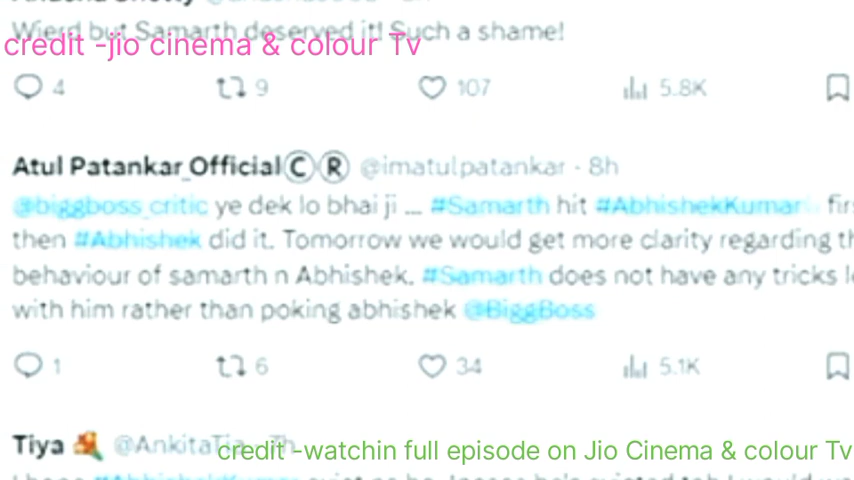 Wierd but Samarth deserved it! Such a shame!
credit -jio cinema & colour Tv
4 9 107 5.8K
Atul Patankar_Official©® @imatulpatankar · 8h
@biggboss_critic ye dek lo bhai ji ... #Samarth hit #AbhishekKumar
then #Abhishek did it. Tomorrow we would get more clarity regarding
behaviour of samarth n Abhishek. #Samarth does not have any tricks
with him rather than poking abhishek @BiggBoss
1 6 34 5.1K
Tiya 7h
credit -watchin full episode on Jio Cinema & colour Tv